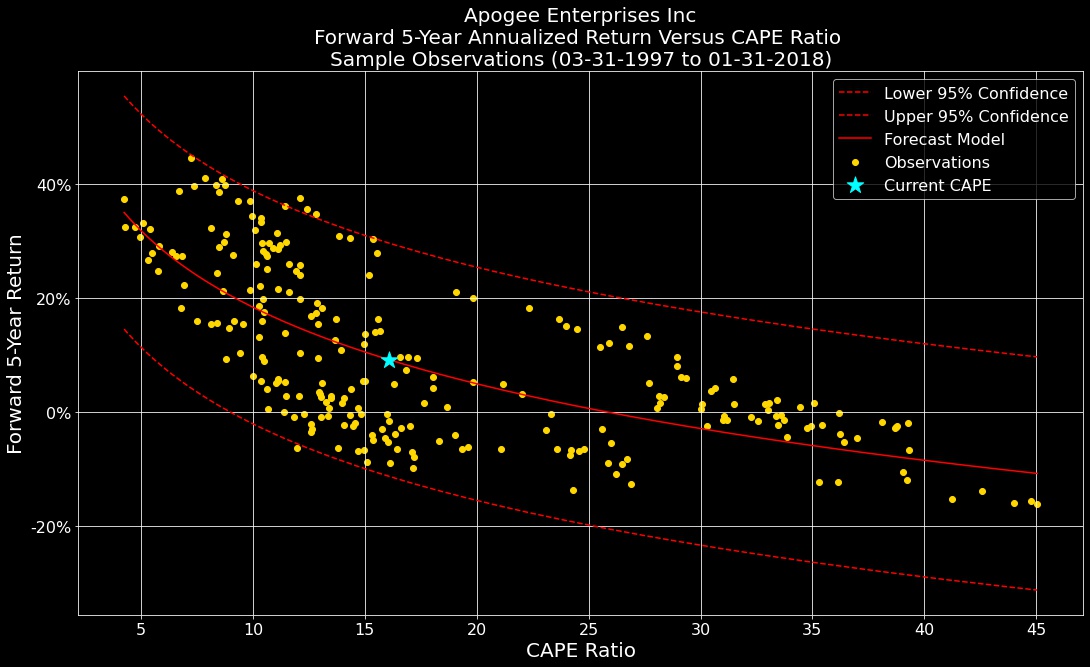 Apogee Enterprises Inc
Forward 5-Year Annualized Return Versus CAPE Ratio
Sample Observations (03-31-1997 to 01-31-2018)
Lower 95% Confidence
Upper 95% Confidence
Forecast Model
Observations
Current CAPE
Forward 5-Year Return
40%
20%
0%
-20%
5 10 15 20 25 30 35 40 45
CAPE Ratio